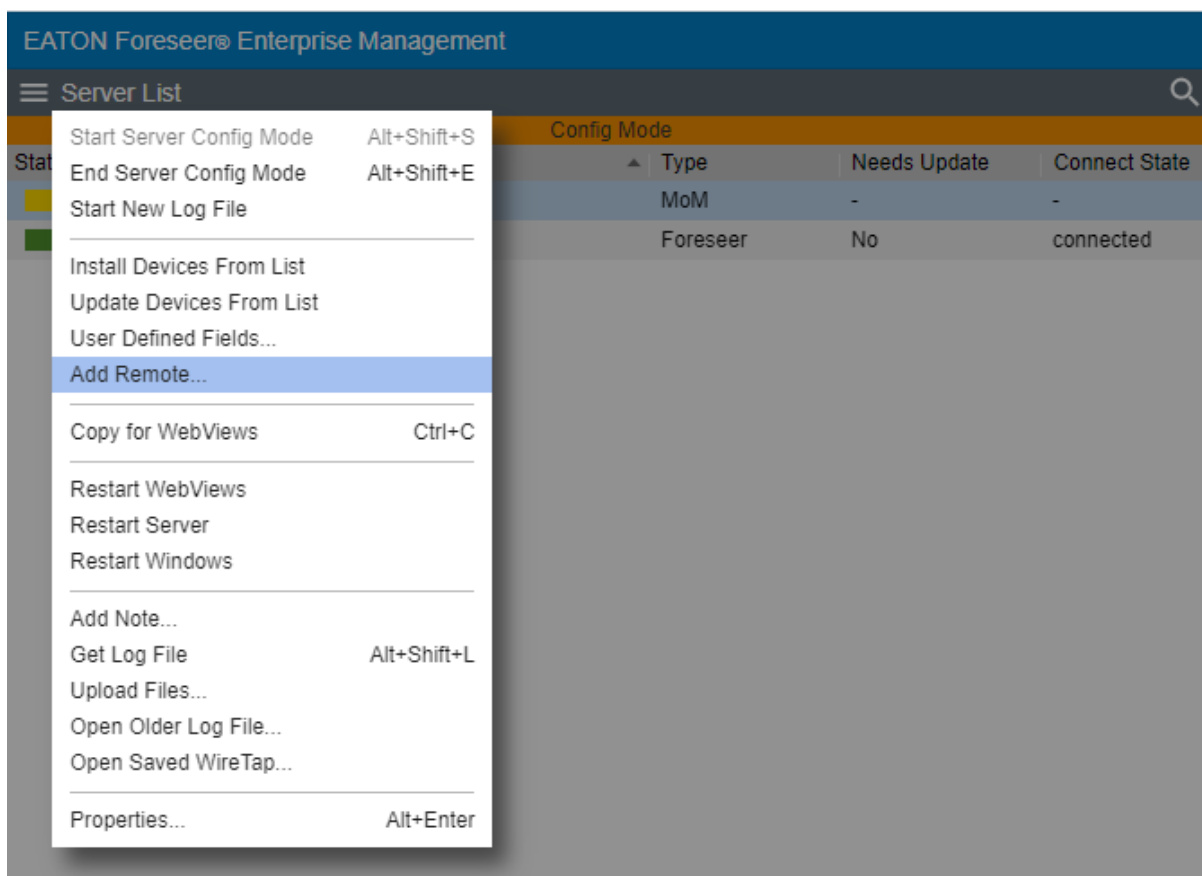 EATON Foreseer® Enterprise Management
Server List
Config Mode
Stat Type Needs Update Connect State
MoM - -
Foreseer No connected
Start Server Config Mode Alt+Shift+S
End Server Config Mode Alt+Shift+E
Start New Log File
Install Devices From List
Update Devices From List
User Defined Fields...
Add Remote...
Copy for WebViews Ctrl+C
Restart WebViews
Restart Server
Restart Windows
Add Note...
Get Log File Alt+Shift+L
Upload Files...
Open Older Log File...
Open Saved WireTap...
Properties... Alt+Enter